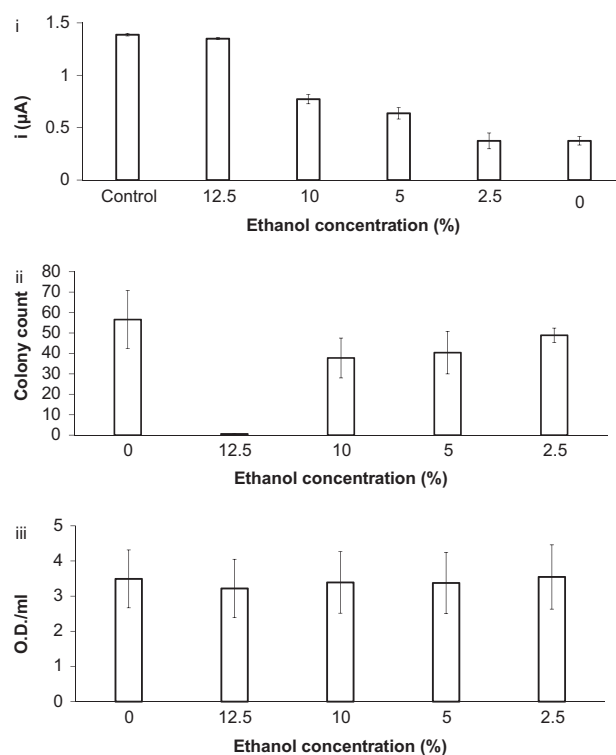 i
1.5
1
0.5
0
i (µA)
Control 12.5 10 5 2.5 0
Ethanol concentration (%)
ii
80
70
60
50
40
30
20
10
0
Colony count
0 12.5 10 5 2.5
Ethanol concentration (%)
iii
5
4
3
2
1
0
O.D./ml
0 12.5 10 5 2.5
Ethanol concentration (%)